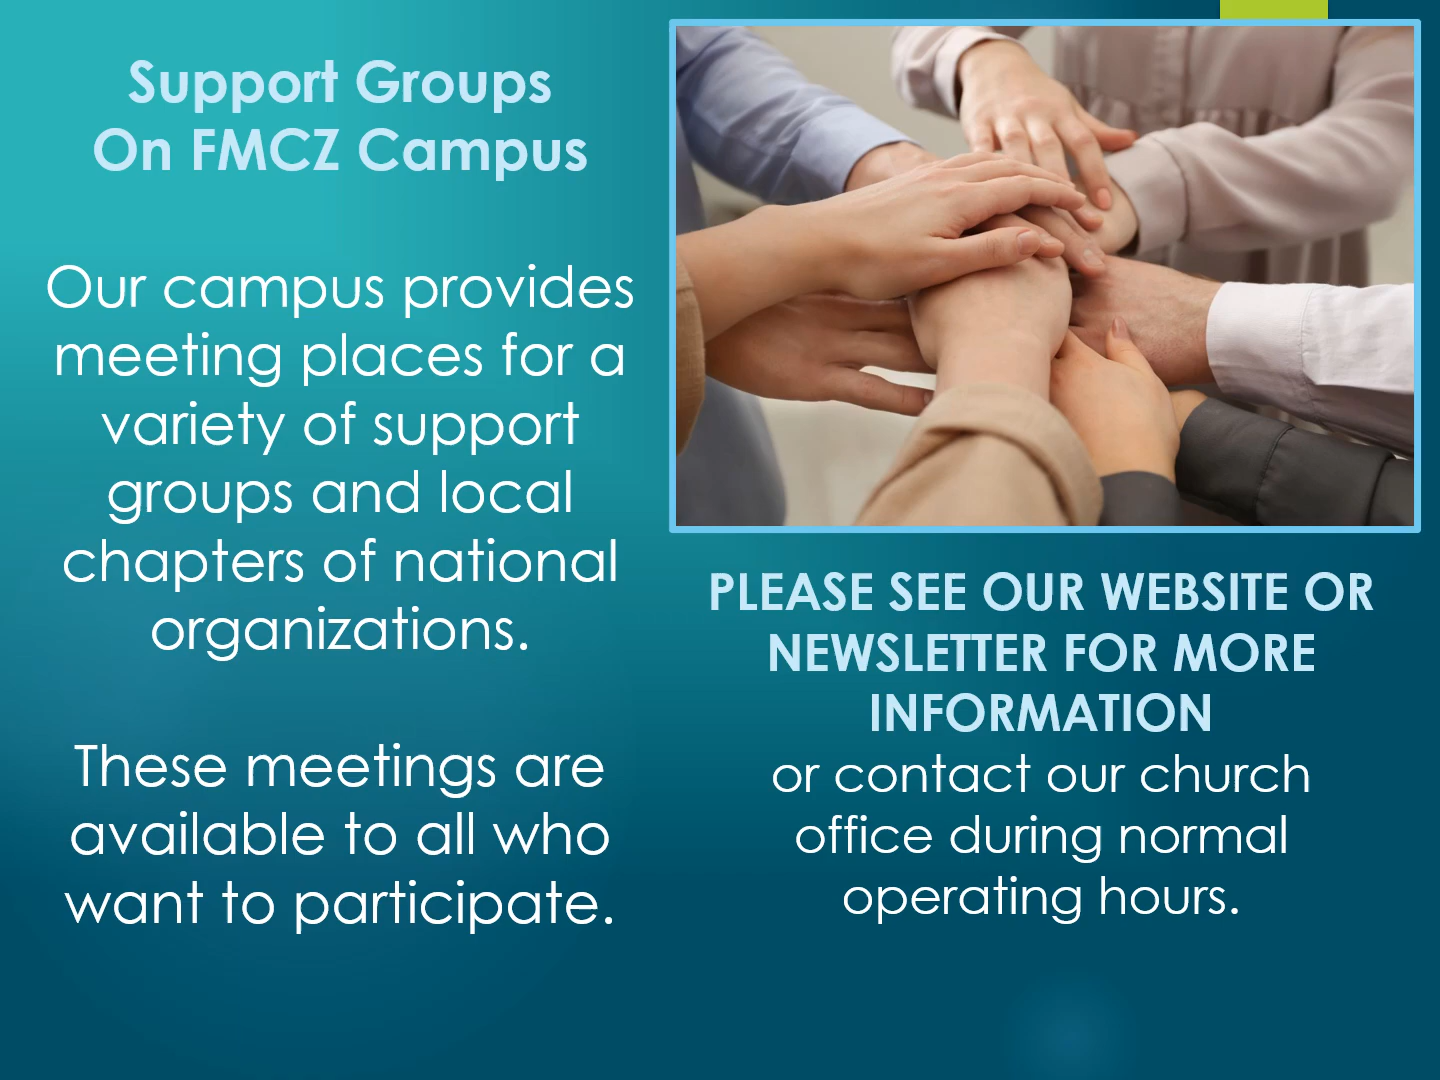 Support Groups
On FMCZ Campus
Our campus provides
meeting places for a
variety of support
groups and local
chapters of national
organizations.
These meetings are
available to all who
want to participate.
PLEASE SEE OUR WEBSITE OR
NEWSLETTER FOR MORE
INFORMATION
or contact our church
office during normal
operating hours.